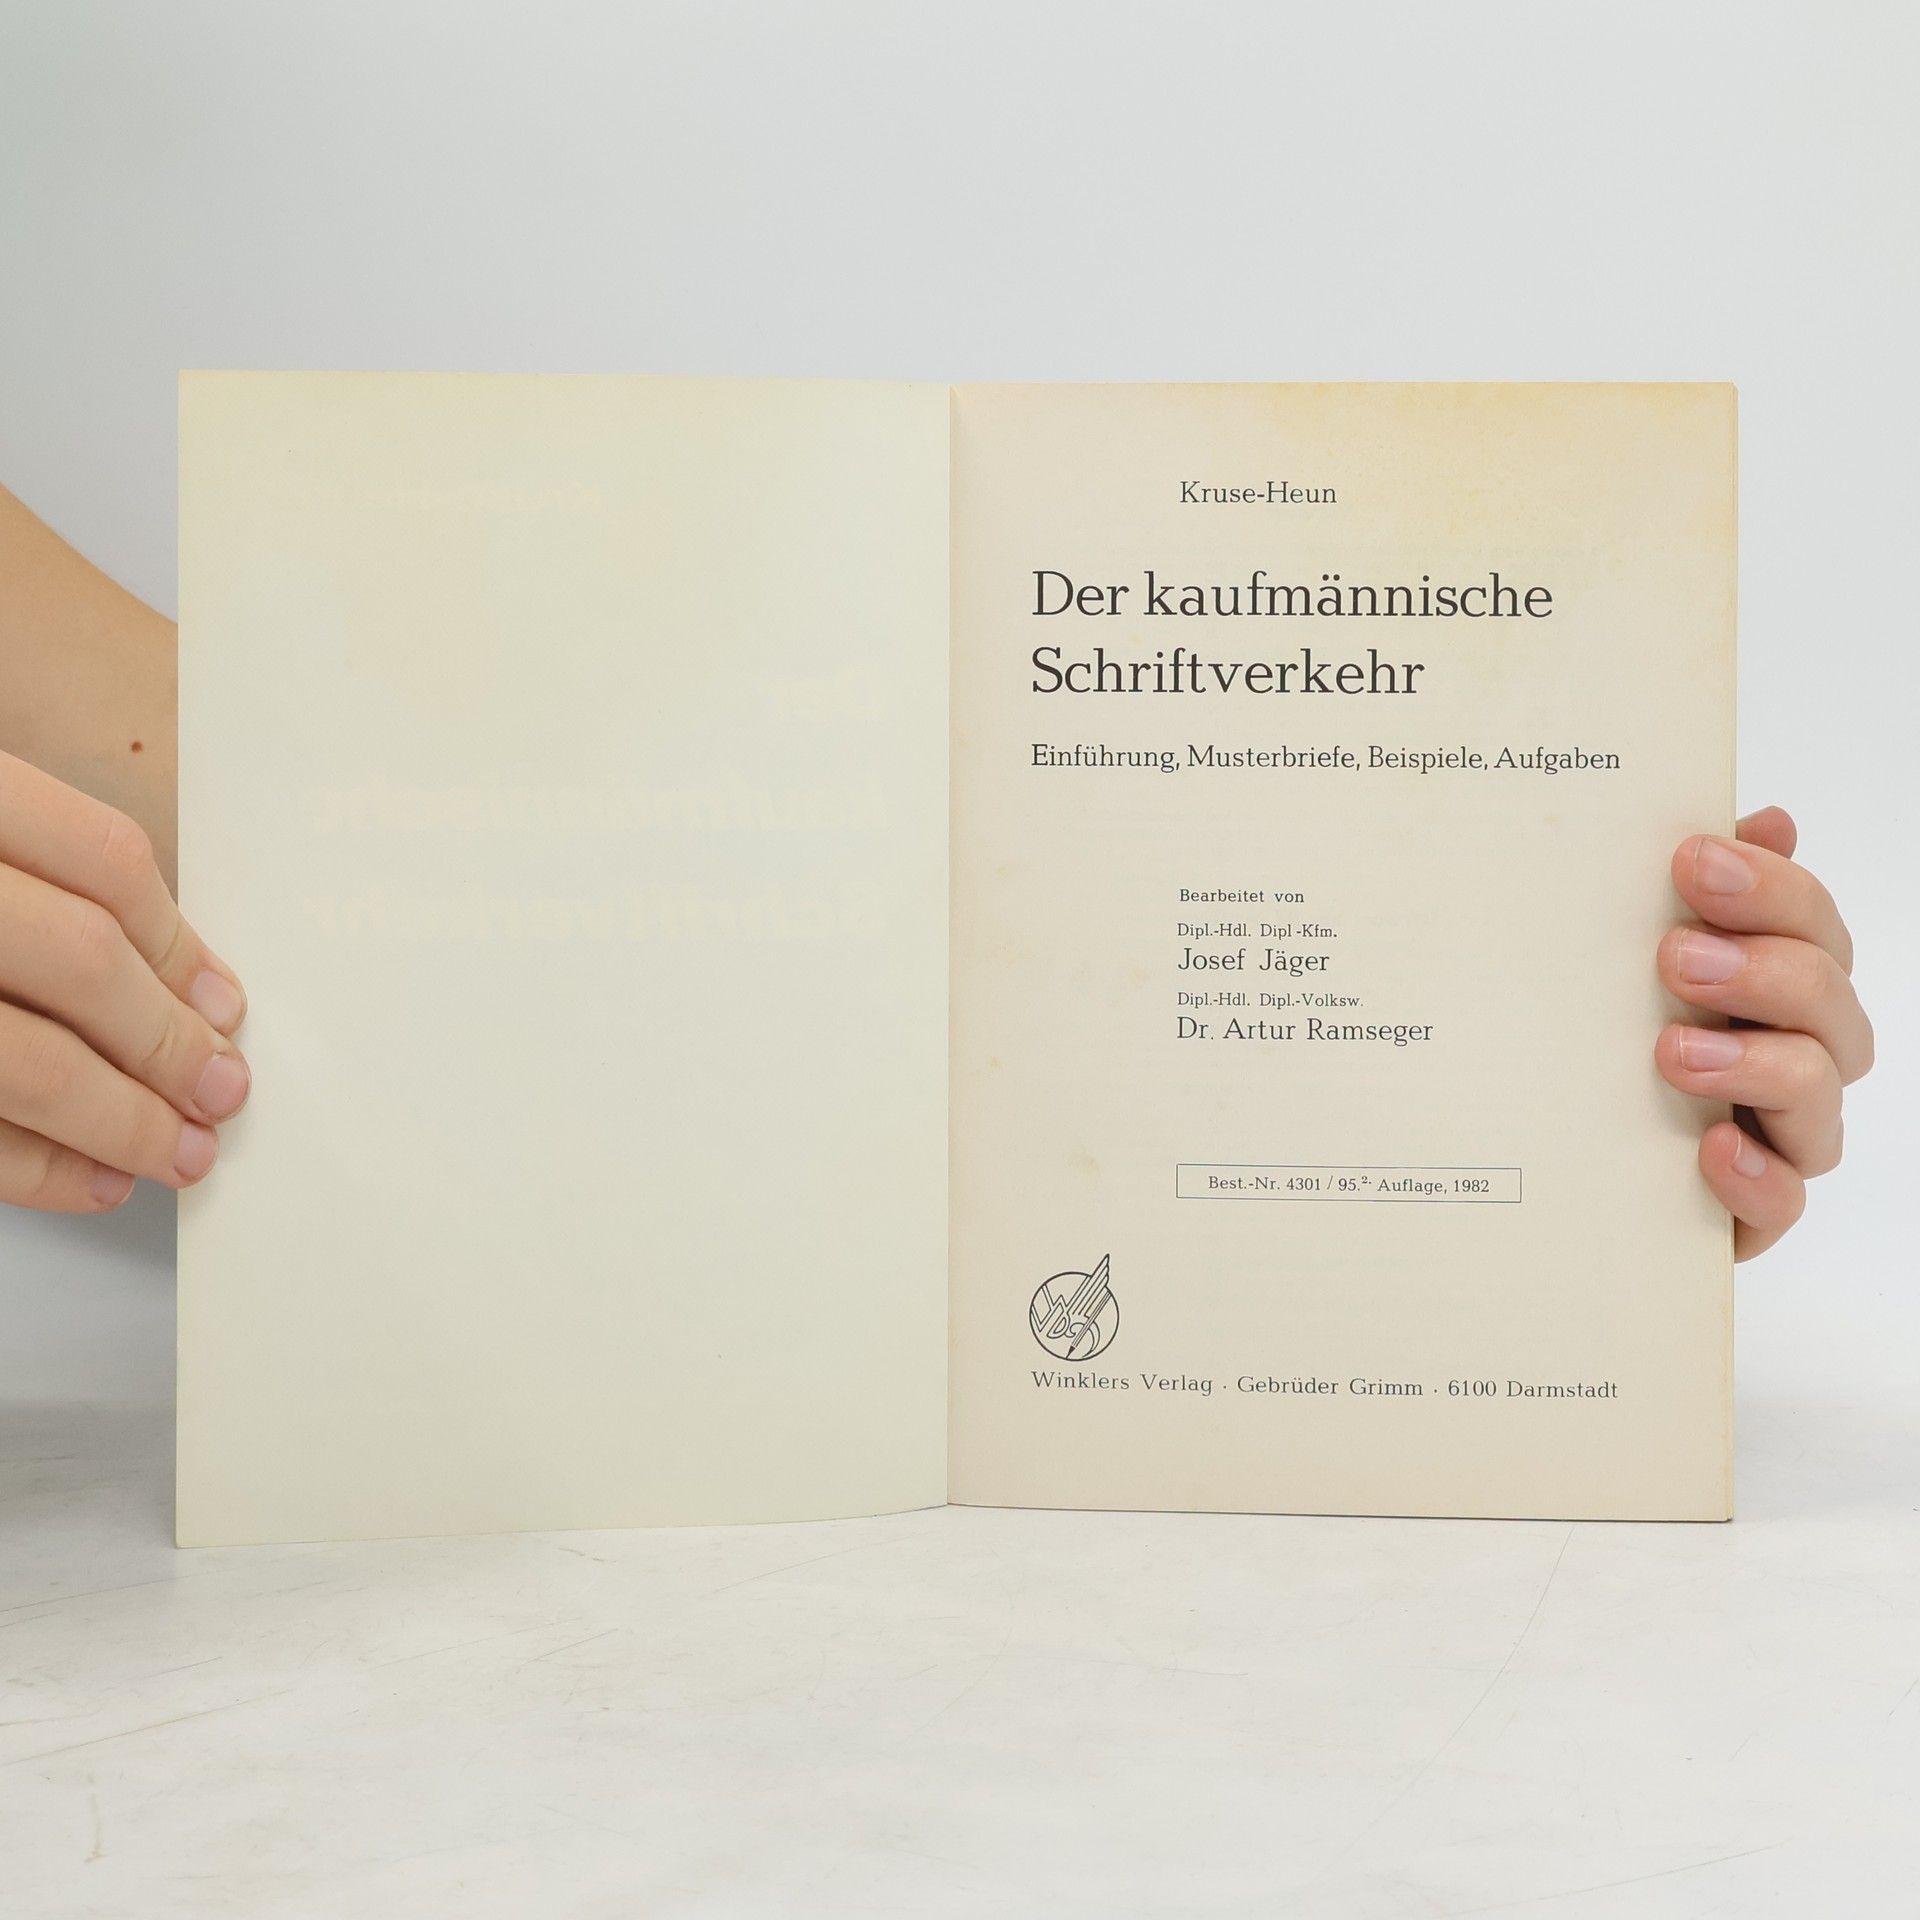 Kruse-Heun
Der kaufmännische
Schriftverkehr
Einführung, Musterbriefe, Beispiele, Aufgaben
Bearbeitet von
Dipl.-Hdl. Dipl-Kfm.
Josef Jäger
Dipl.-Hdl. Dipl.-Volksw.
Dr. Artur Ramseger
Best.-Nr. 4301 / 95.²· Auflage, 1982
Winklers Verlag · Gebrüder Grimm · 6100 Darmstadt